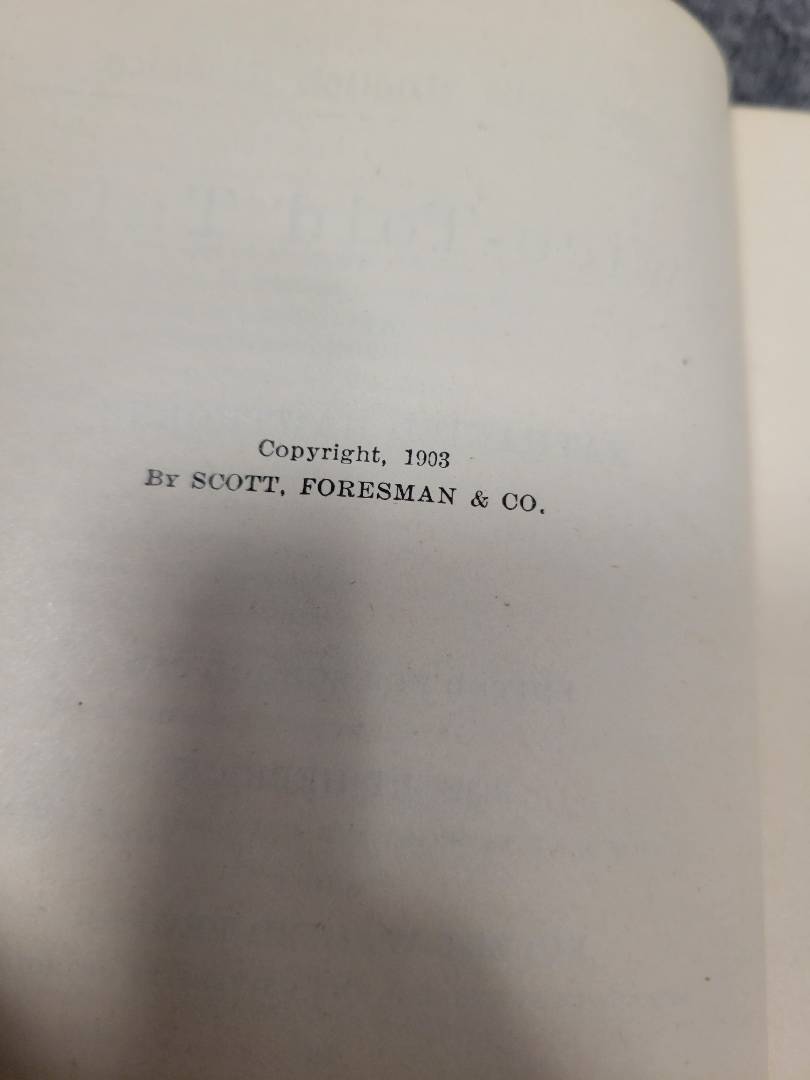 Copyright, 1903
By SCOTT, FORESMAN & CO.